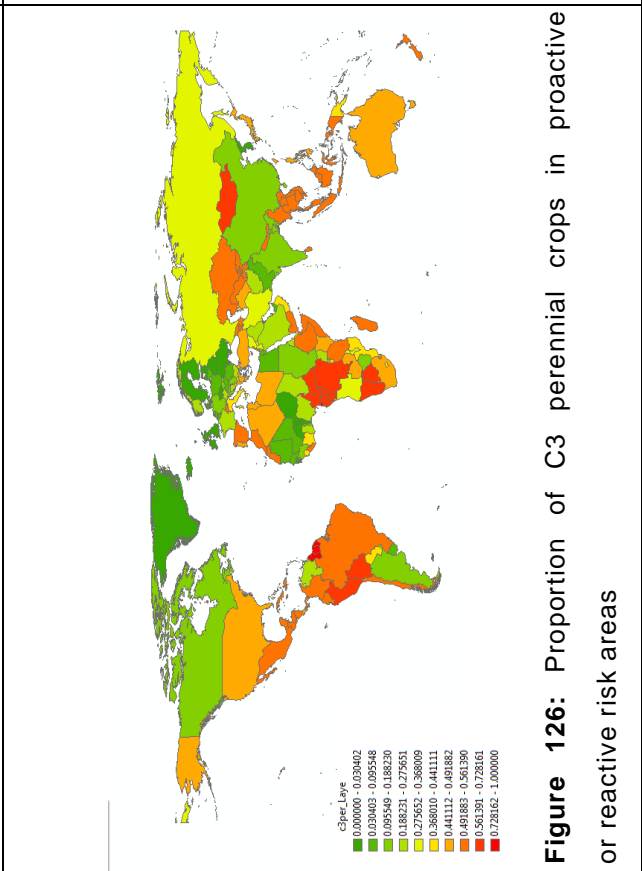 c3per_Laye
0.000000 - 0.030402
0.030403 - 0.095548
0.095549 - 0.188230
0.188231 - 0.275651
0.275652 - 0.368009
0.368010 - 0.441111
0.441112 - 0.491882
0.491883 - 0.561390
0.561391 - 0.728161
0.728162 - 1.000000
Figure 126: Proportion of C3 perennial crops in proactive
or reactive risk areas